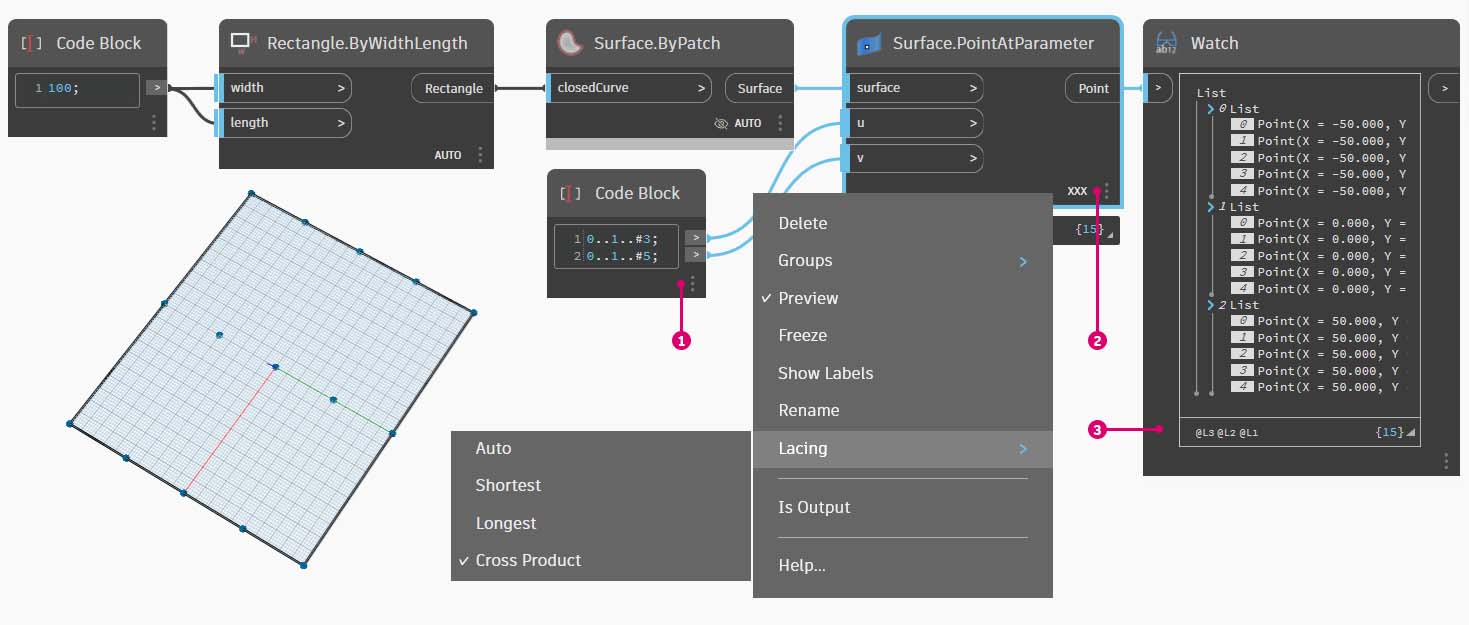 Code Block
1 100;
>
Rectangle.ByWidthLength
width >
length >
Rectangle
AUTO
Surface.ByPatch
closedCurve >
Surface
AUTO
Code Block
1 0..1..#3;
2 0..1..#5;
>
>
Surface.PointAtParameter
surface >
u >
v >
Point
XXX
{15}
Watch
>
>
List
0 List
0 Point(X = -50.000, Y
1 Point(X = -50.000, Y
2 Point(X = -50.000, Y
3 Point(X = -50.000, Y
4 Point(X = -50.000, Y
1 List
0 Point(X = 0.000, Y =
1 Point(X = 0.000, Y =
2 Point(X = 0.000, Y =
3 Point(X = 0.000, Y =
4 Point(X = 0.000, Y =
2 List
0 Point(X = 50.000, Y
1 Point(X = 50.000, Y
2 Point(X = 50.000, Y
3 Point(X = 50.000, Y
4 Point(X = 50.000, Y
@L3 @L2 @L1 {15}
Delete
Groups >
Preview
Freeze
Show Labels
Rename
Lacing >
Is Output
Help...
Auto
Shortest
Longest
Cross Product
1
2
3